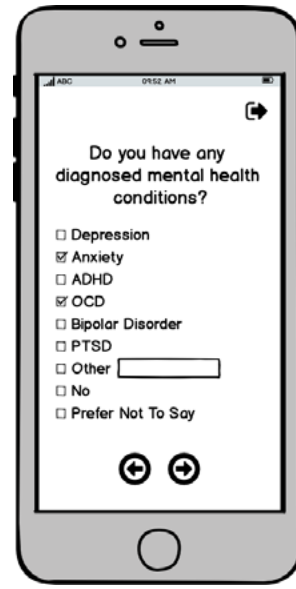 ABC 09:52 AM
Do you have any
diagnosed mental health
conditions?
Depression
Anxiety
ADHD
OCD
Bipolar Disorder
PTSD
Other
No
Prefer Not To Say